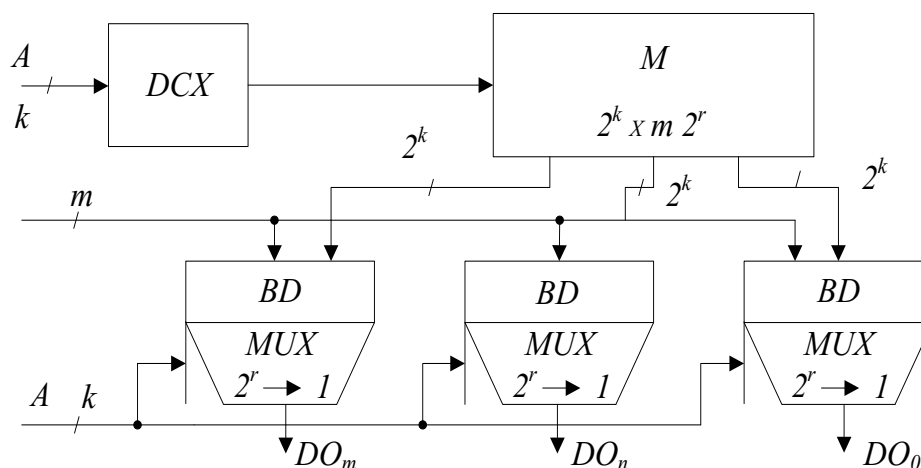 A
k
DCX
M
2^k x m 2^r
2^k
2^k
2^k
m
BD
BD
BD
MUX
MUX
MUX
2^r 1
2^r 1
2^r 1
A k
DO_m
DO_n
DO_0